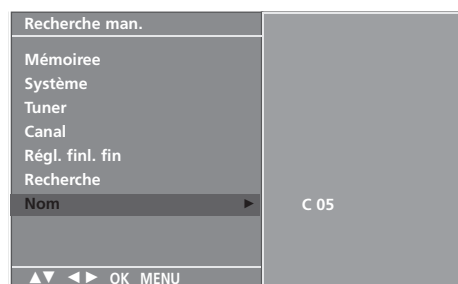 Recherche man.
Mémoiree
Système
Tuner
Canal
Régl. finl. fin
Recherche
Nom ► C 05
▲▼ ◄► OK MENU